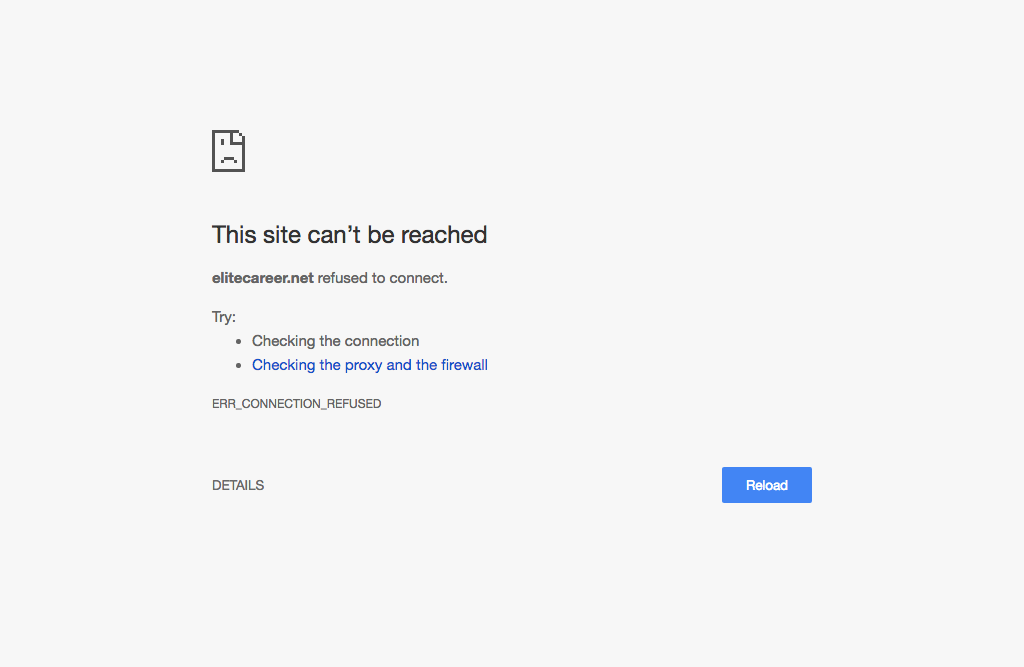 This site can’t be reached
elitecareer.net refused to connect.
Try:
• Checking the connection
• Checking the proxy and the firewall
ERR_CONNECTION_REFUSED
DETAILS
Reload